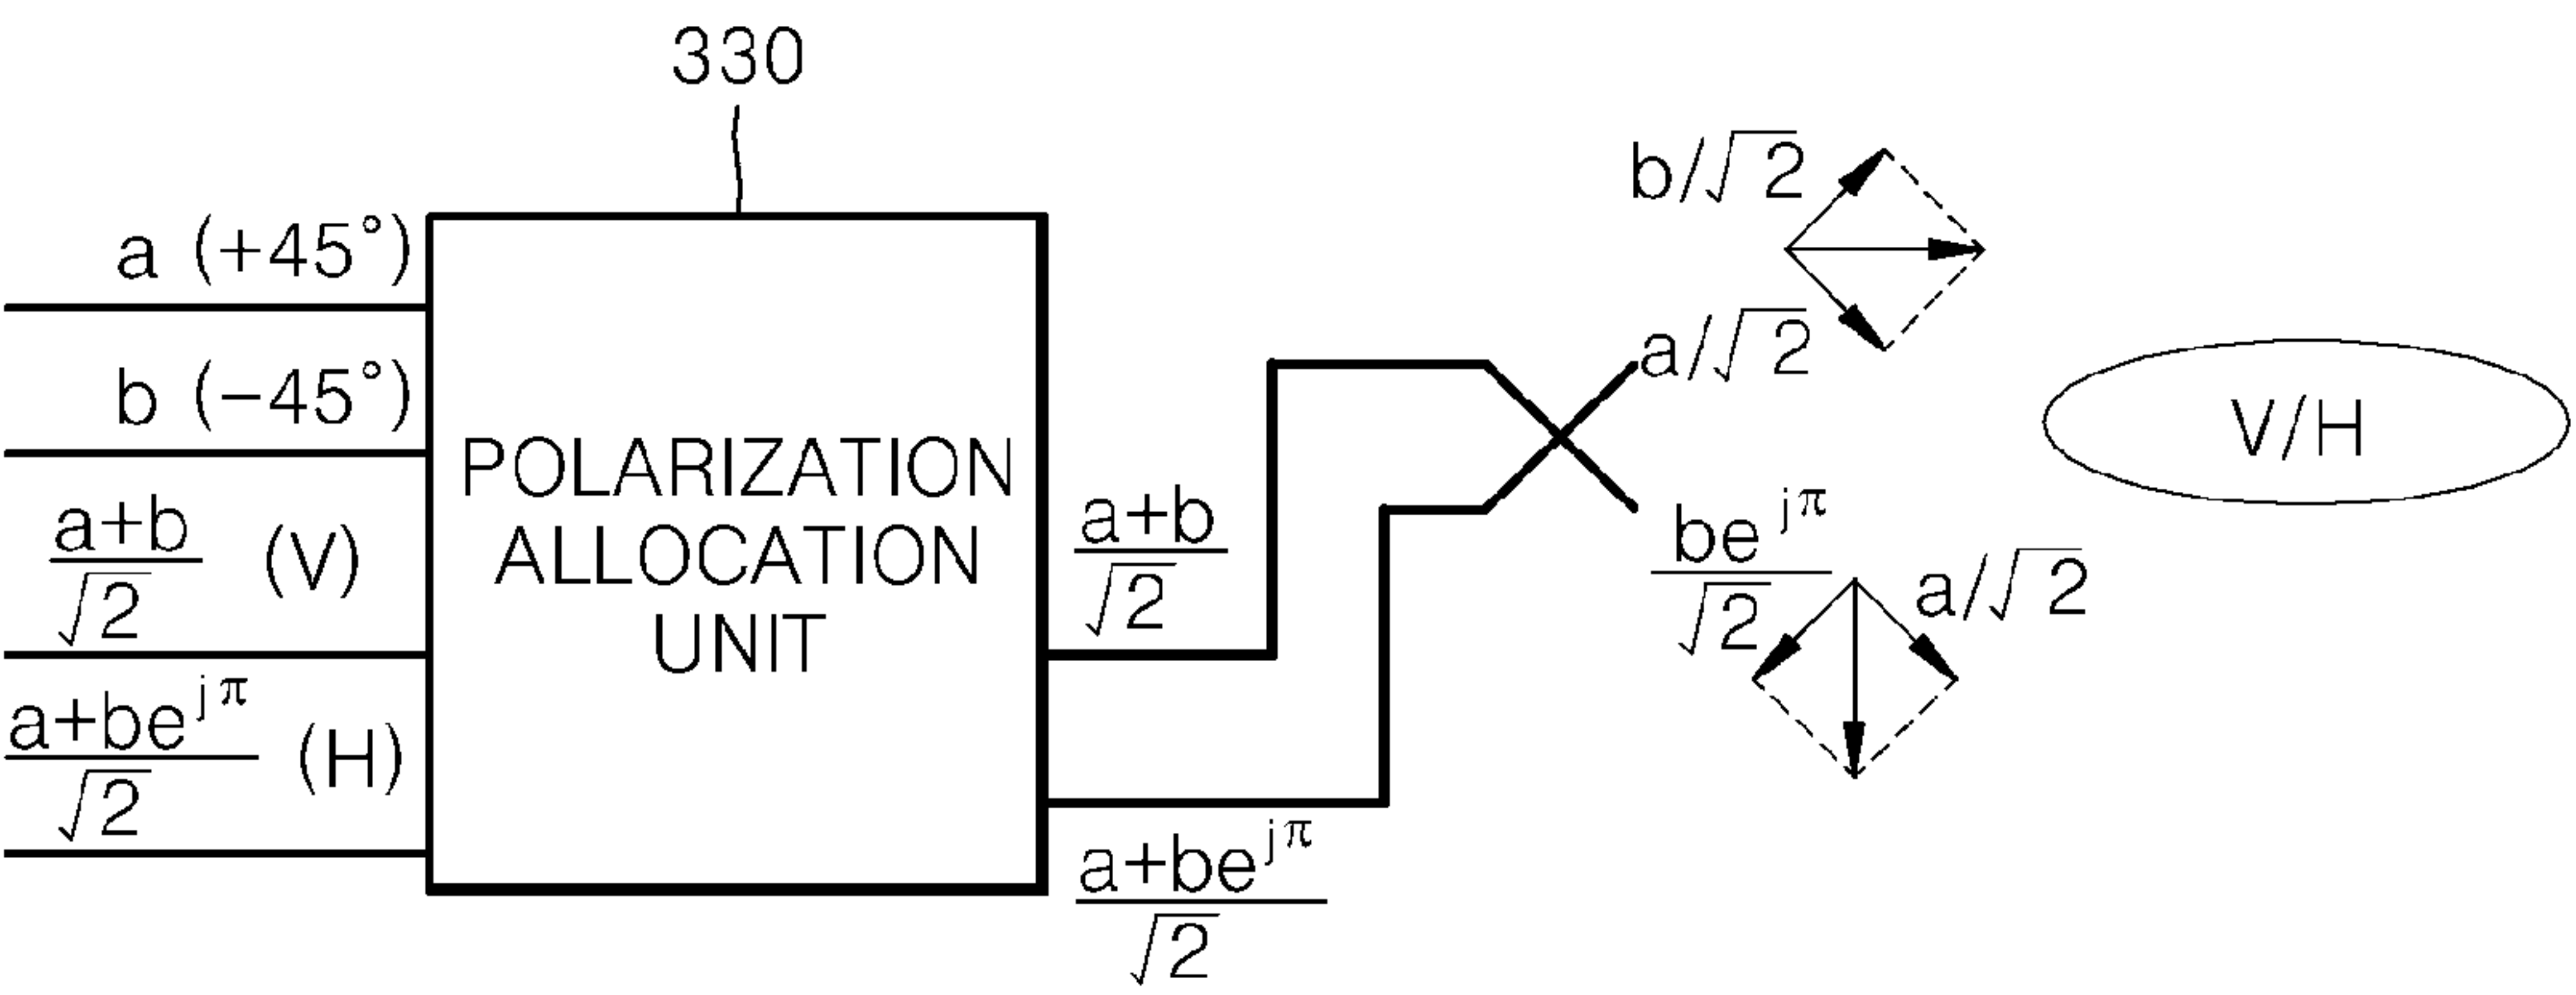 330
a (+45°)
b (−45°)
a+b/√2 (V)
a+be^jπ/√2 (H)
POLARIZATION
ALLOCATION
UNIT
a+b/√2
a+be^jπ/√2
b/√2
a/√2
be^jπ/√2
a/√2
V/H